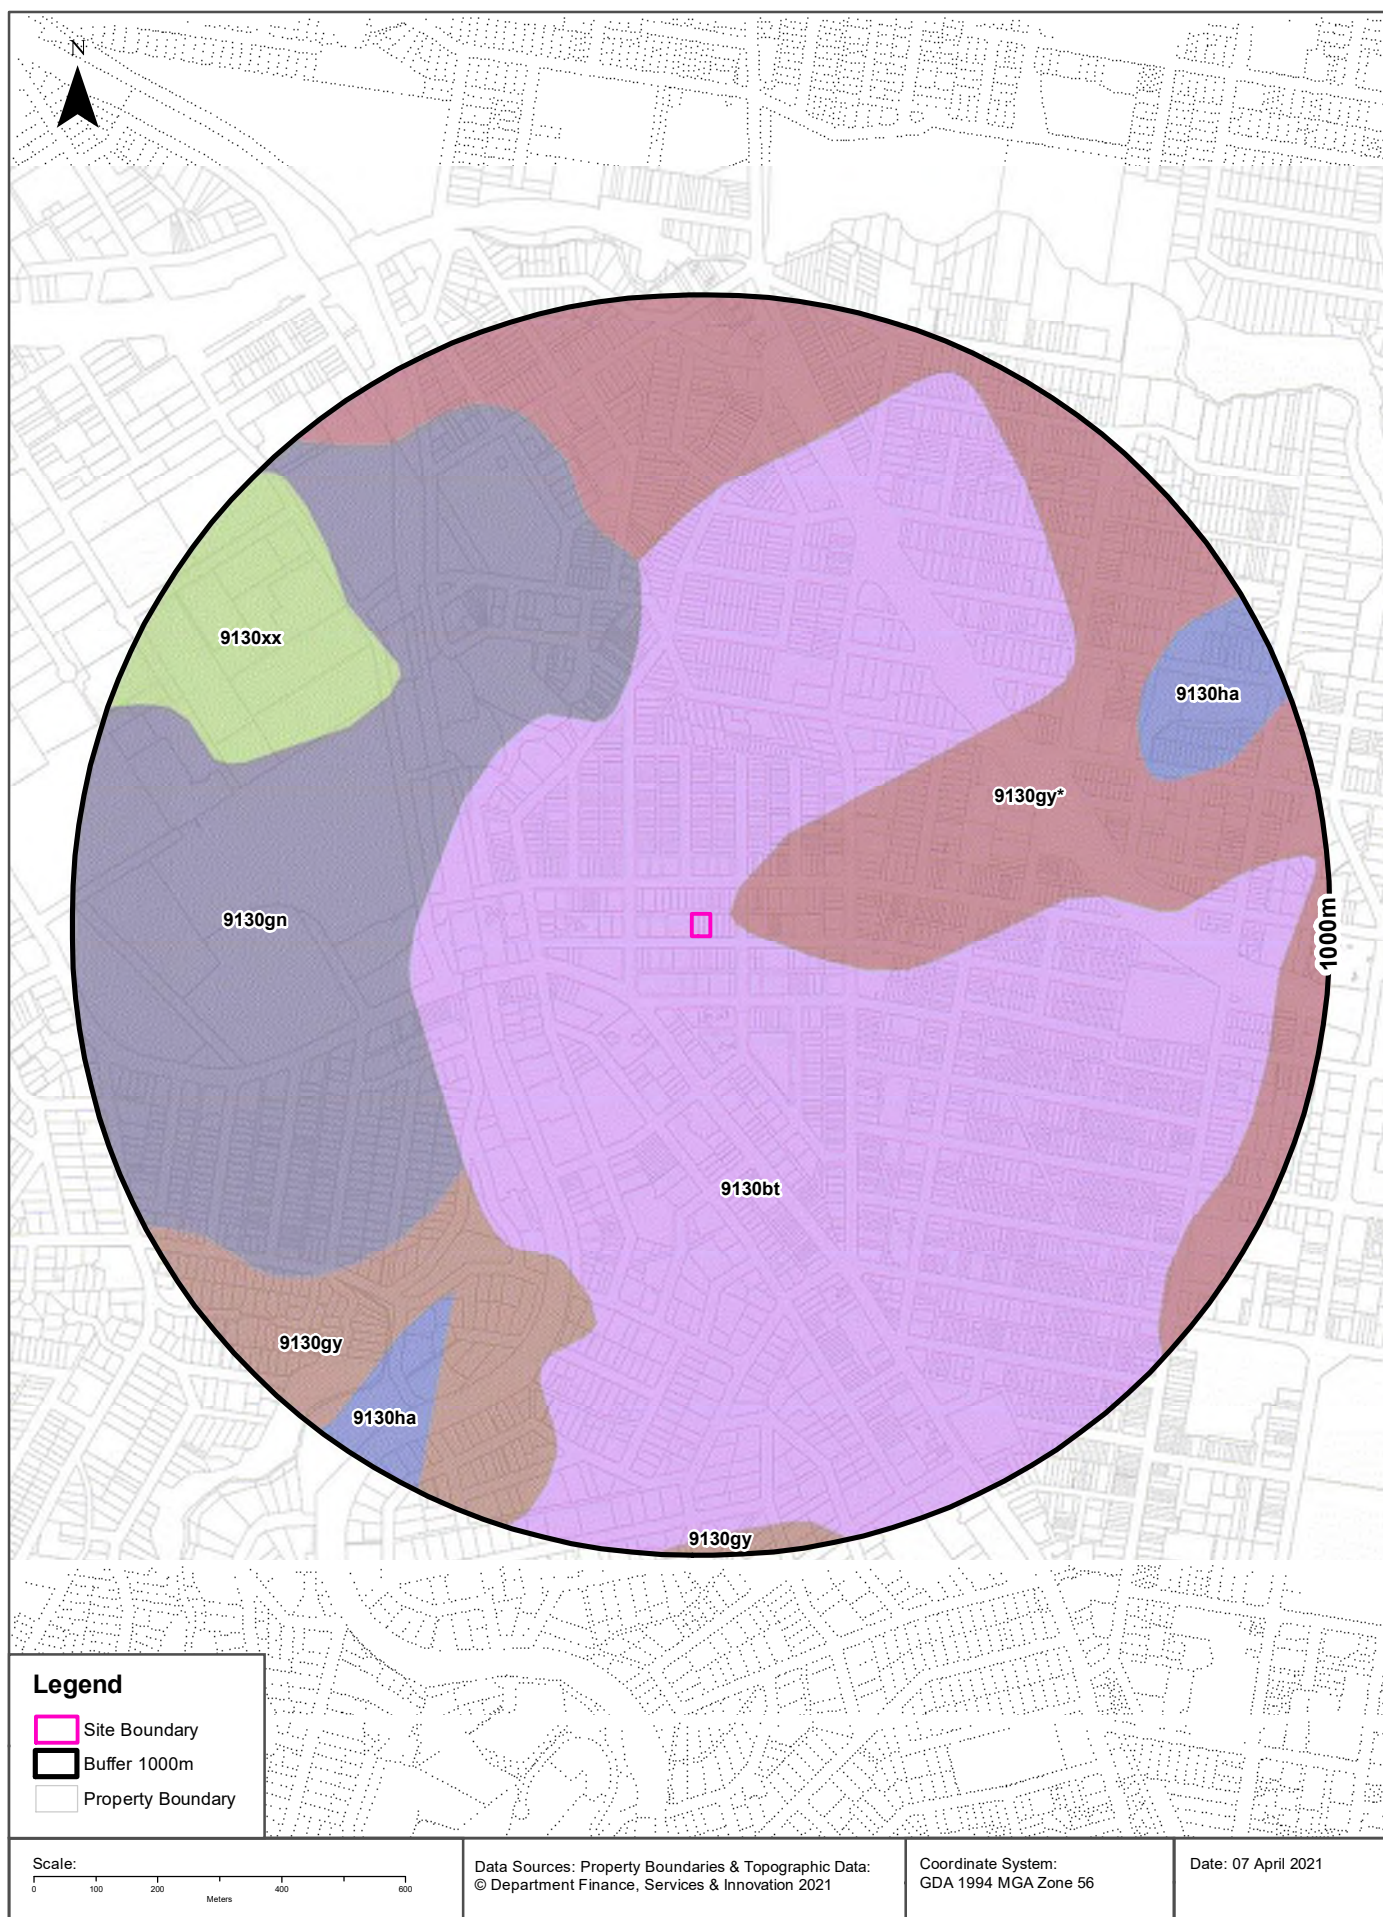 N
9130xx
9130ha
9130gy*
9130gn
1000m
9130bt
9130gy
9130ha
9130gy
Legend
Site Boundary
Buffer 1000m
Property Boundary
Scale:
0 100 200 400 600
Meters
Data Sources: Property Boundaries & Topographic Data:
© Department Finance, Services & Innovation 2021
Coordinate System:
GDA 1994 MGA Zone 56
Date: 07 April 2021